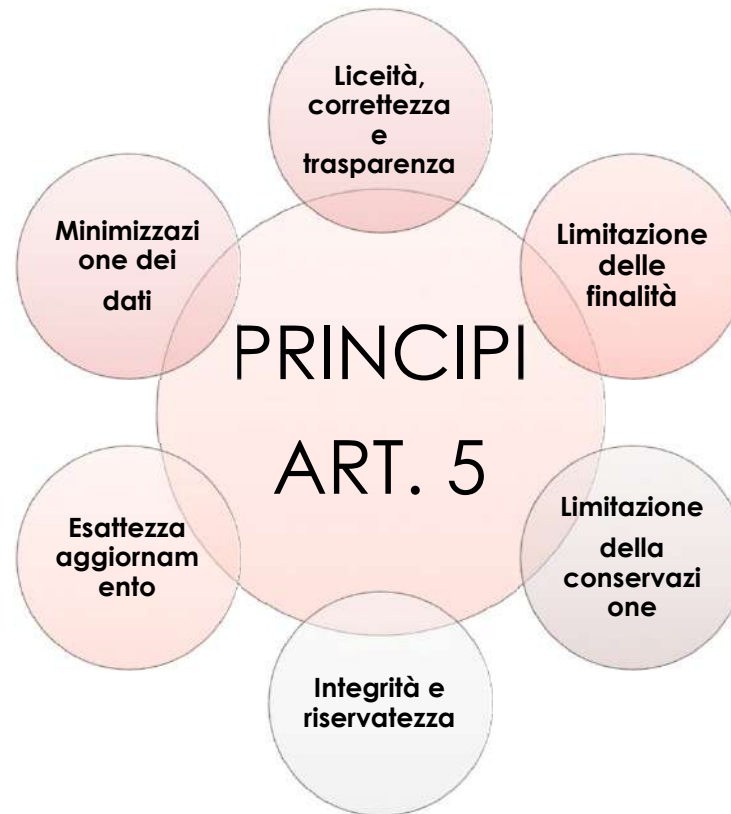 Liceità,
correttezza
e
trasparenza
Limitazione
delle
finalità
Limitazione
della
conservazi
one
Integrità e
riservatezza
Esattezza
aggiornam
ento
Minimizzazi
one dei
dati
PRINCIPI
ART. 5